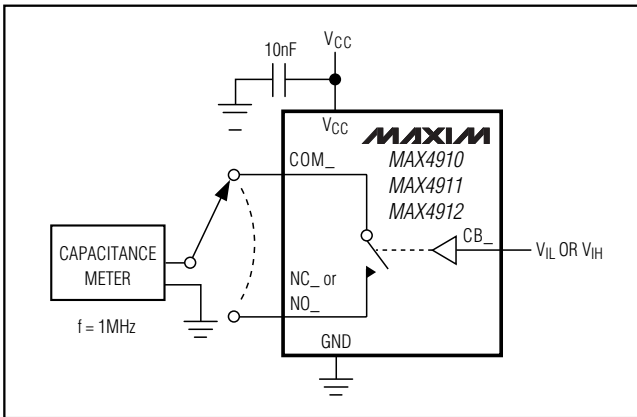 VCC
10nF
VCC
MAXIM
MAX4910
MAX4911
MAX4912
COM_
CB_
VIL OR VIH
CAPACITANCE
METER
NC_ or
NO_
f = 1MHz
GND